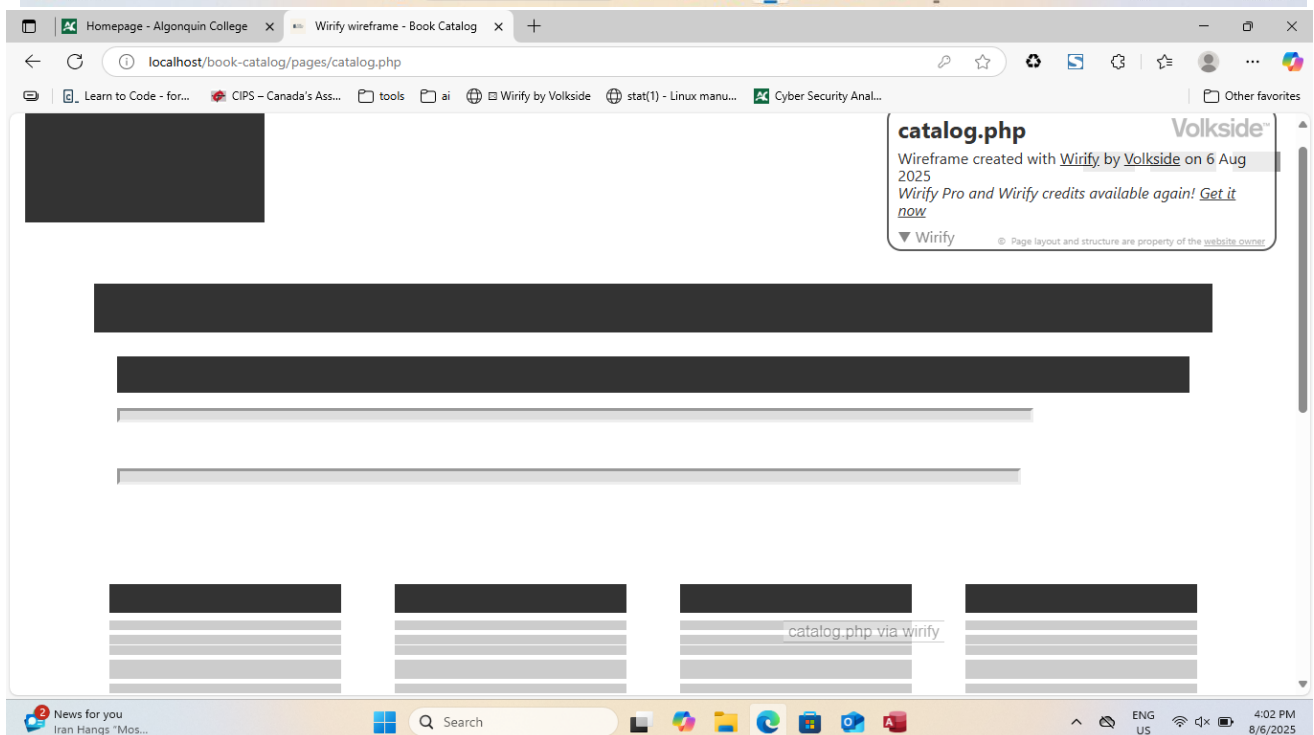 Homepage - Algonquin College
Wirify wireframe - Book Catalog
localhost/book-catalog/pages/catalog.php
Learn to Code - for...
CIPS – Canada's Ass...
tools
ai
Wirify by Volkside
stat(1) - Linux manu...
Cyber Security Anal...
Other favorites
catalog.php
Volkside™
Wireframe created with Wirify by Volkside on 6 Aug
2025
Wirify Pro and Wirify credits available again! Get it
now
▼ Wirify
© Page layout and structure are property of the website owner
catalog.php via wirify
2
News for you
Iran Hangs "Mos...
Search
ENG
US
4:02 PM
8/6/2025